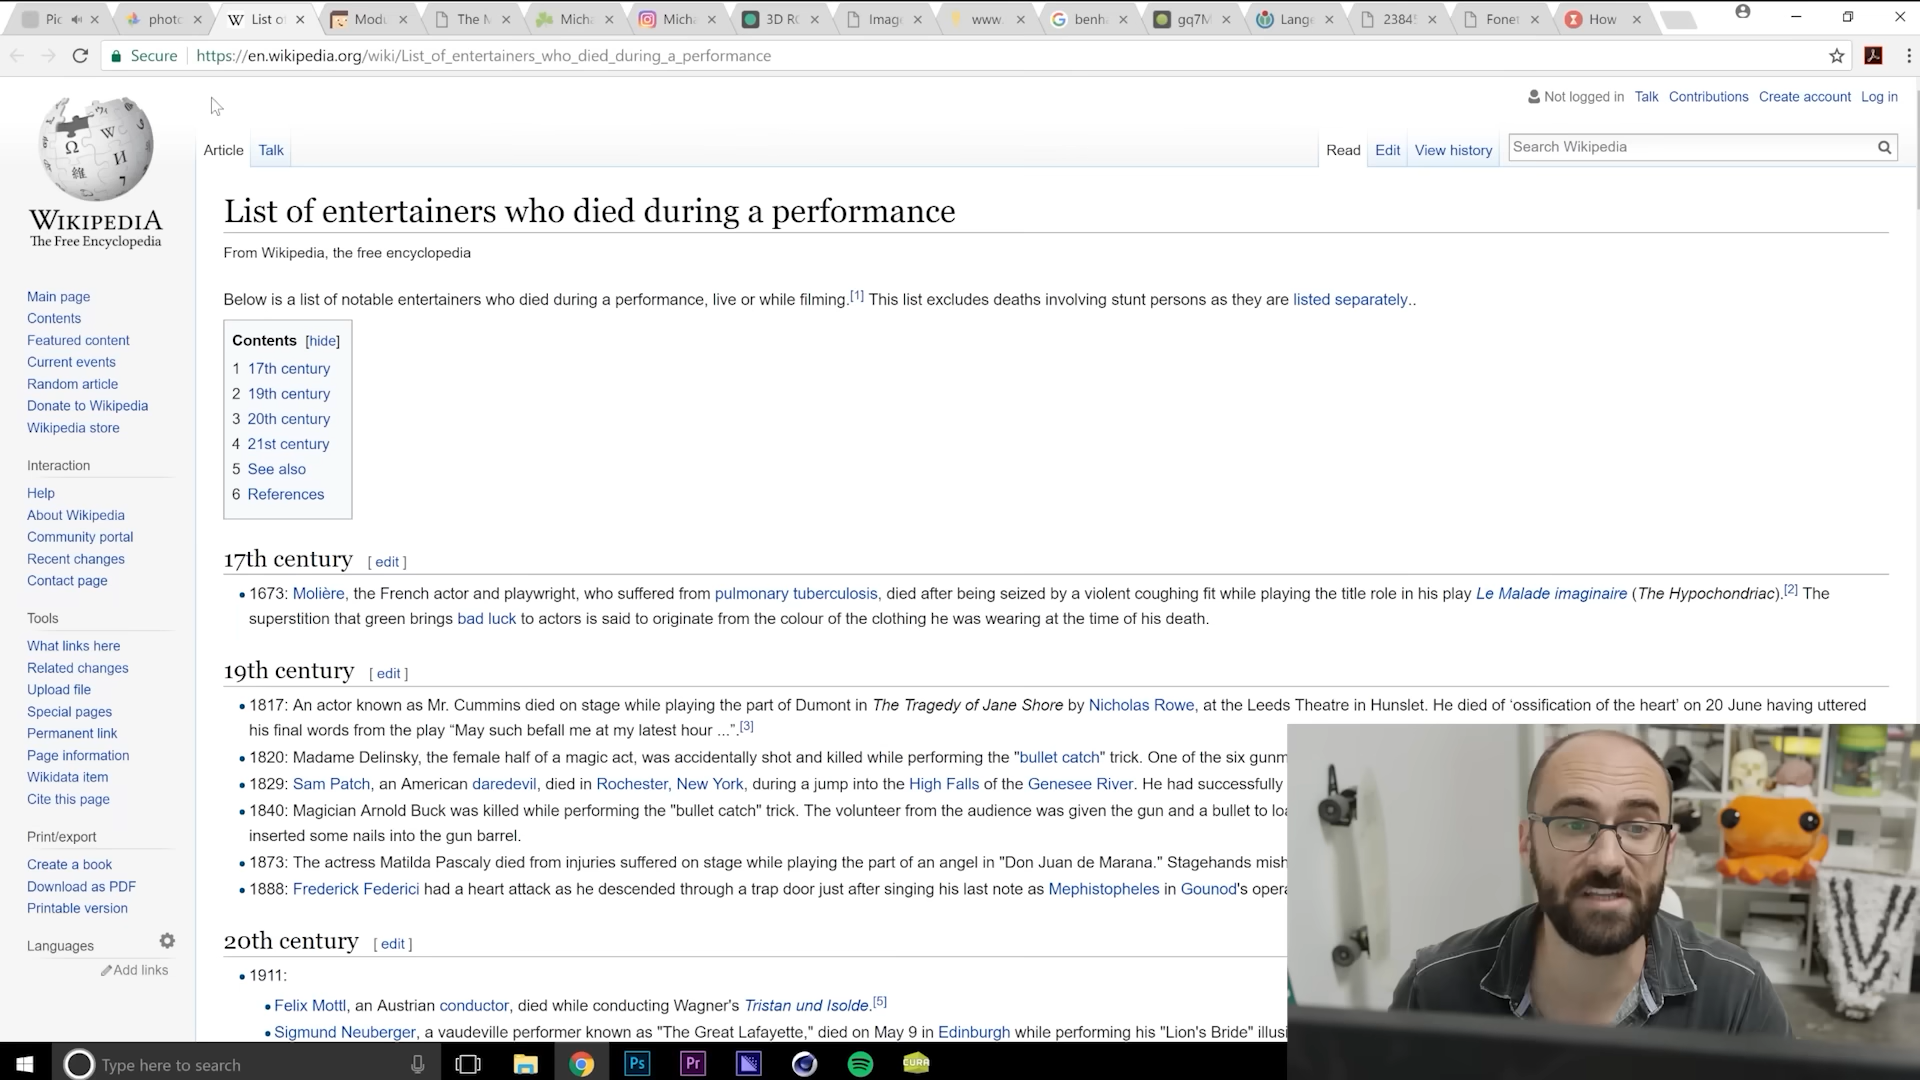 Pic
photo
List of
Modu
The M
Micha
Micha
3D RO
Imag
www.
benh
gq7M
Lange
2384
Fonet
How
Secure
https://en.wikipedia.org/wiki/List_of_entertainers_who_died_during_a_performance
Not logged in Talk Contributions Create account Log in
Article Talk
Read Edit View history
Search Wikipedia
WIKIPEDIA
The Free Encyclopedia
Main page
Contents
Featured content
Current events
Random article
Donate to Wikipedia
Wikipedia store
Interaction
Help
About Wikipedia
Community portal
Recent changes
Contact page
Tools
What links here
Related changes
Upload file
Special pages
Permanent link
Page information
Wikidata item
Cite this page
Print/export
Create a book
Download as PDF
Printable version
Languages
Add links
List of entertainers who died during a performance
From Wikipedia, the free encyclopedia
Below is a list of notable entertainers who died during a performance, live or while filming.[1] This list excludes deaths involving stunt persons as they are listed separately..
Contents [hide]
1 17th century
2 19th century
3 20th century
4 21st century
5 See also
6 References
17th century [ edit ]
• 1673: Molière, the French actor and playwright, who suffered from pulmonary tuberculosis, died after being seized by a violent coughing fit while playing the title role in his play Le Malade imaginaire (The Hypochondriac).[2] The
superstition that green brings bad luck to actors is said to originate from the colour of the clothing he was wearing at the time of his death.
19th century [ edit ]
• 1817: An actor known as Mr. Cummins died on stage while playing the part of Dumont in The Tragedy of Jane Shore by Nicholas Rowe, at the Leeds Theatre in Hunslet. He died of ‘ossification of the heart’ on 20 June having uttered
his final words from the play “May such befall me at my latest hour ...”.[3]
• 1820: Madame Delinsky, the female half of a magic act, was accidentally shot and killed while performing the "bullet catch" trick. One of the six gunm
• 1829: Sam Patch, an American daredevil, died in Rochester, New York, during a jump into the High Falls of the Genesee River. He had successfully
• 1840: Magician Arnold Buck was killed while performing the "bullet catch" trick. The volunteer from the audience was given the gun and a bullet to loa
inserted some nails into the gun barrel.
• 1873: The actress Matilda Pascaly died from injuries suffered on stage while playing the part of an angel in "Don Juan de Marana." Stagehands mish
• 1888: Frederick Federici had a heart attack as he descended through a trap door just after singing his last note as Mephistopheles in Gounod's opera
20th century [ edit ]
• 1911:
• Felix Mottl, an Austrian conductor, died while conducting Wagner's Tristan und Isolde.[5]
• Sigmund Neuberger, a vaudeville performer known as "The Great Lafayette," died on May 9 in Edinburgh while performing his "Lion's Bride" illusi
Type here to search
Ps
Pr
CURA